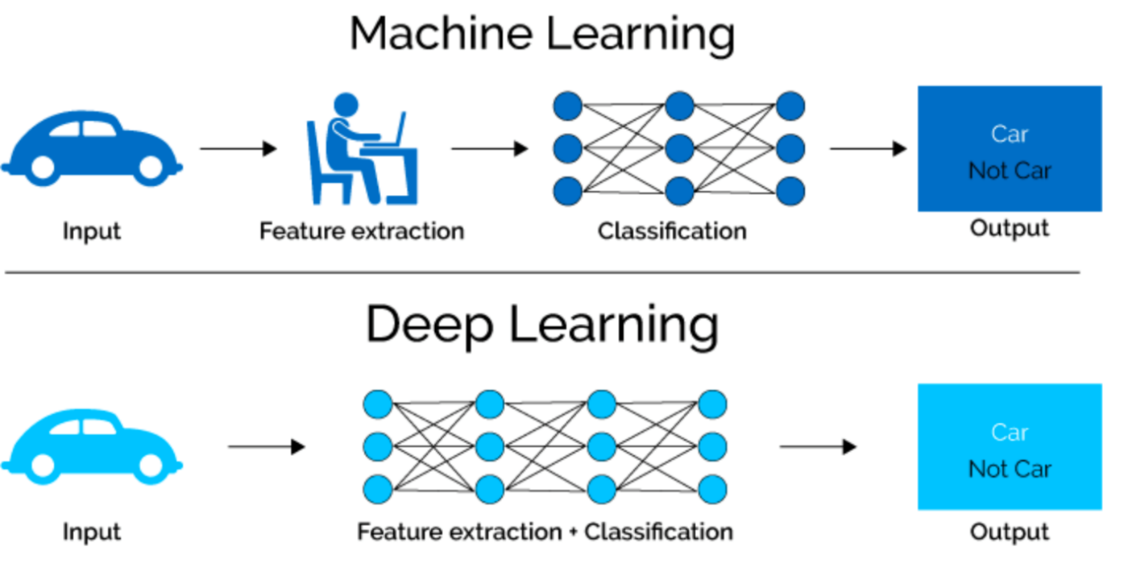 Machine Learning
Car
Not Car
Input
Feature extraction
Classification
Output
Deep Learning
Car
Not Car
Input
Feature extraction + Classification
Output